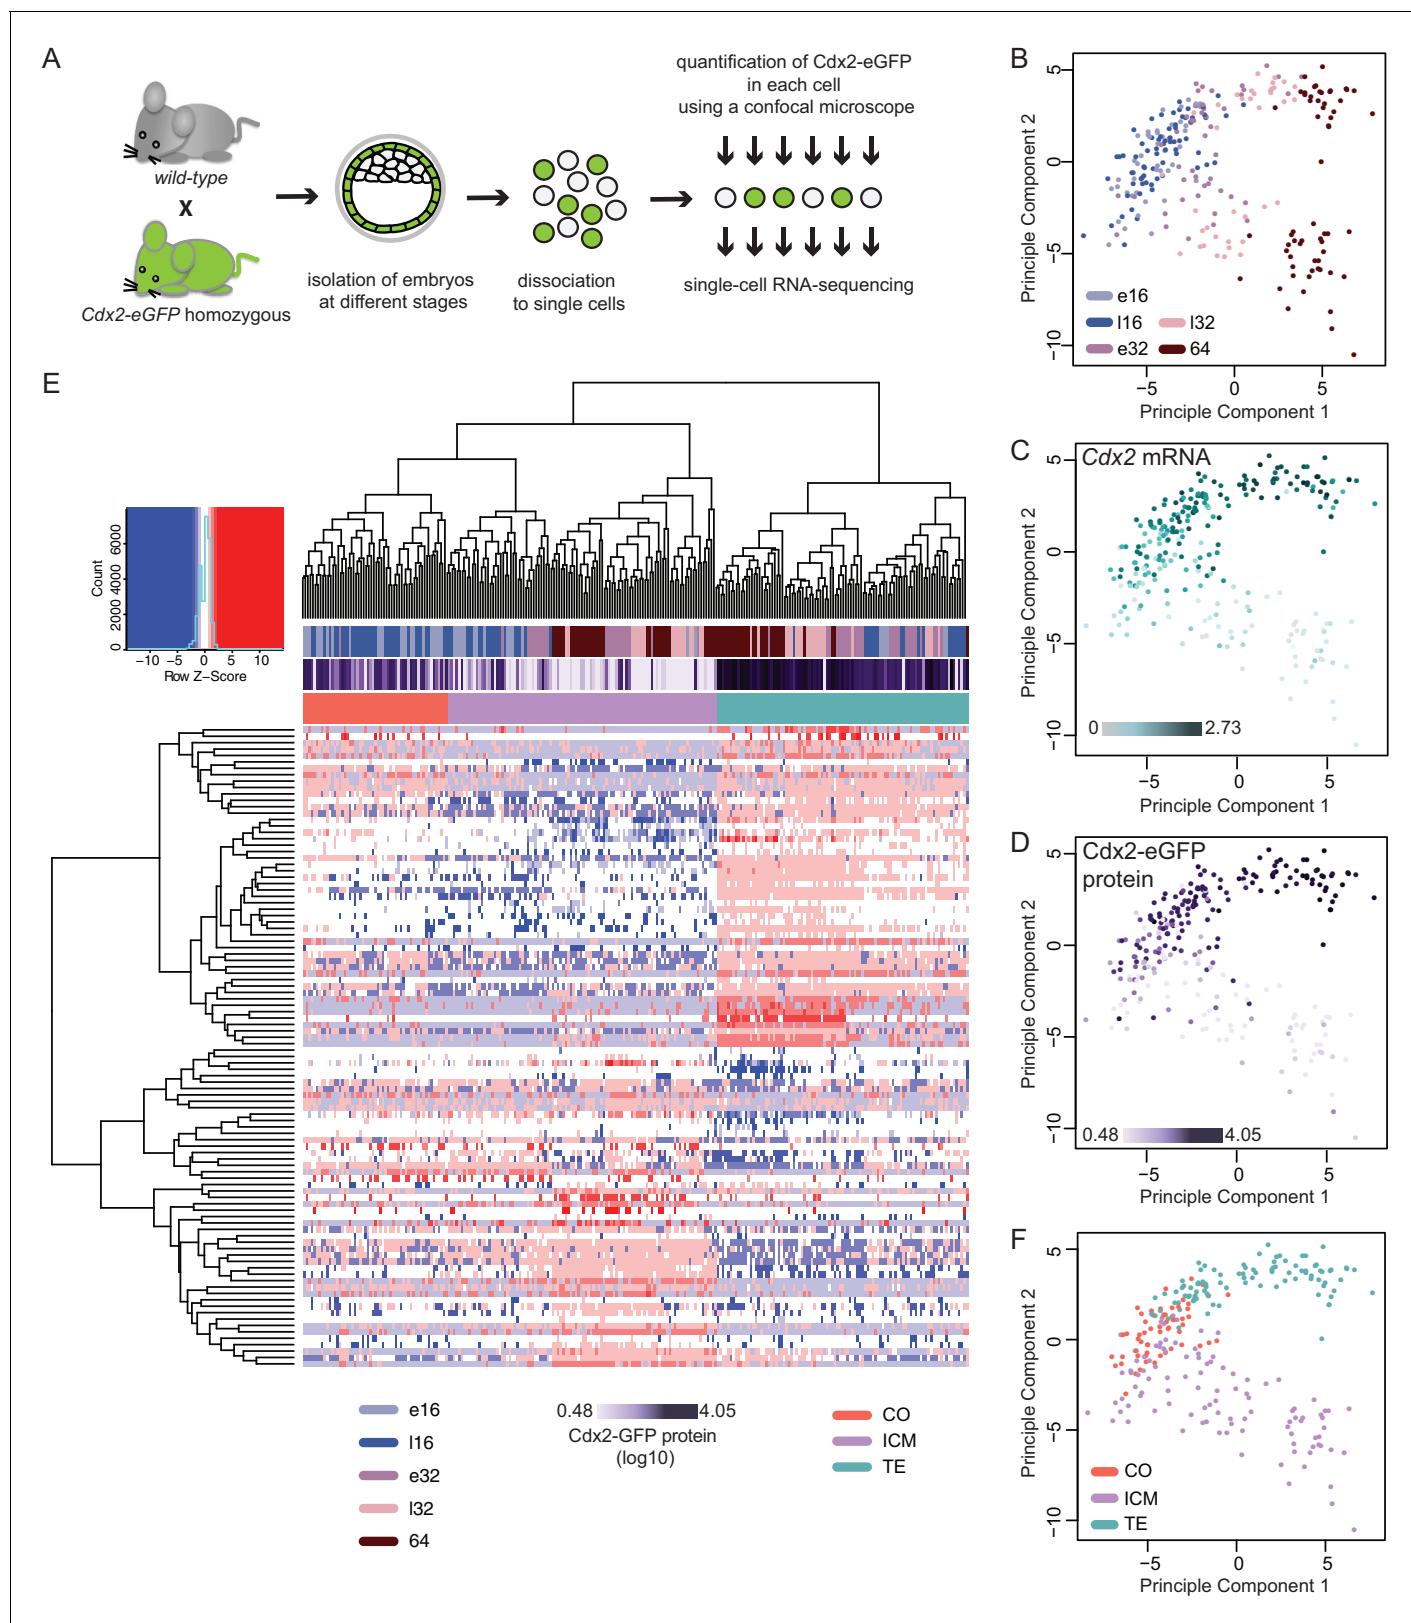 A
wild-type
X
Cdx2-eGFP homozygous
isolation of embryos
at different stages
dissociation
to single cells
quantification of Cdx2-eGFP
in each cell
using a confocal microscope
single-cell RNA-sequencing
B
Principle Component 2
5
0
−5
−10
e16
l16
e32
l32
64
−5
0
5
Principle Component 1
C
Cdx2 mRNA
Principle Component 2
5
0
−5
−10
0
2.73
−5
0
5
Principle Component 1
D
Cdx2-eGFP
protein
Principle Component 2
5
0
−5
−10
0.48
4.05
−5
0
5
Principle Component 1
E
Count
0
2000
4000
6000
−10
−5
0
5
10
Row Z−Score
e16
l16
e32
l32
64
0.48
4.05
Cdx2-GFP protein
(log10)
CO
ICM
TE
F
Principle Component 2
5
0
−5
−10
CO
ICM
TE
−5
0
5
Principle Component 1